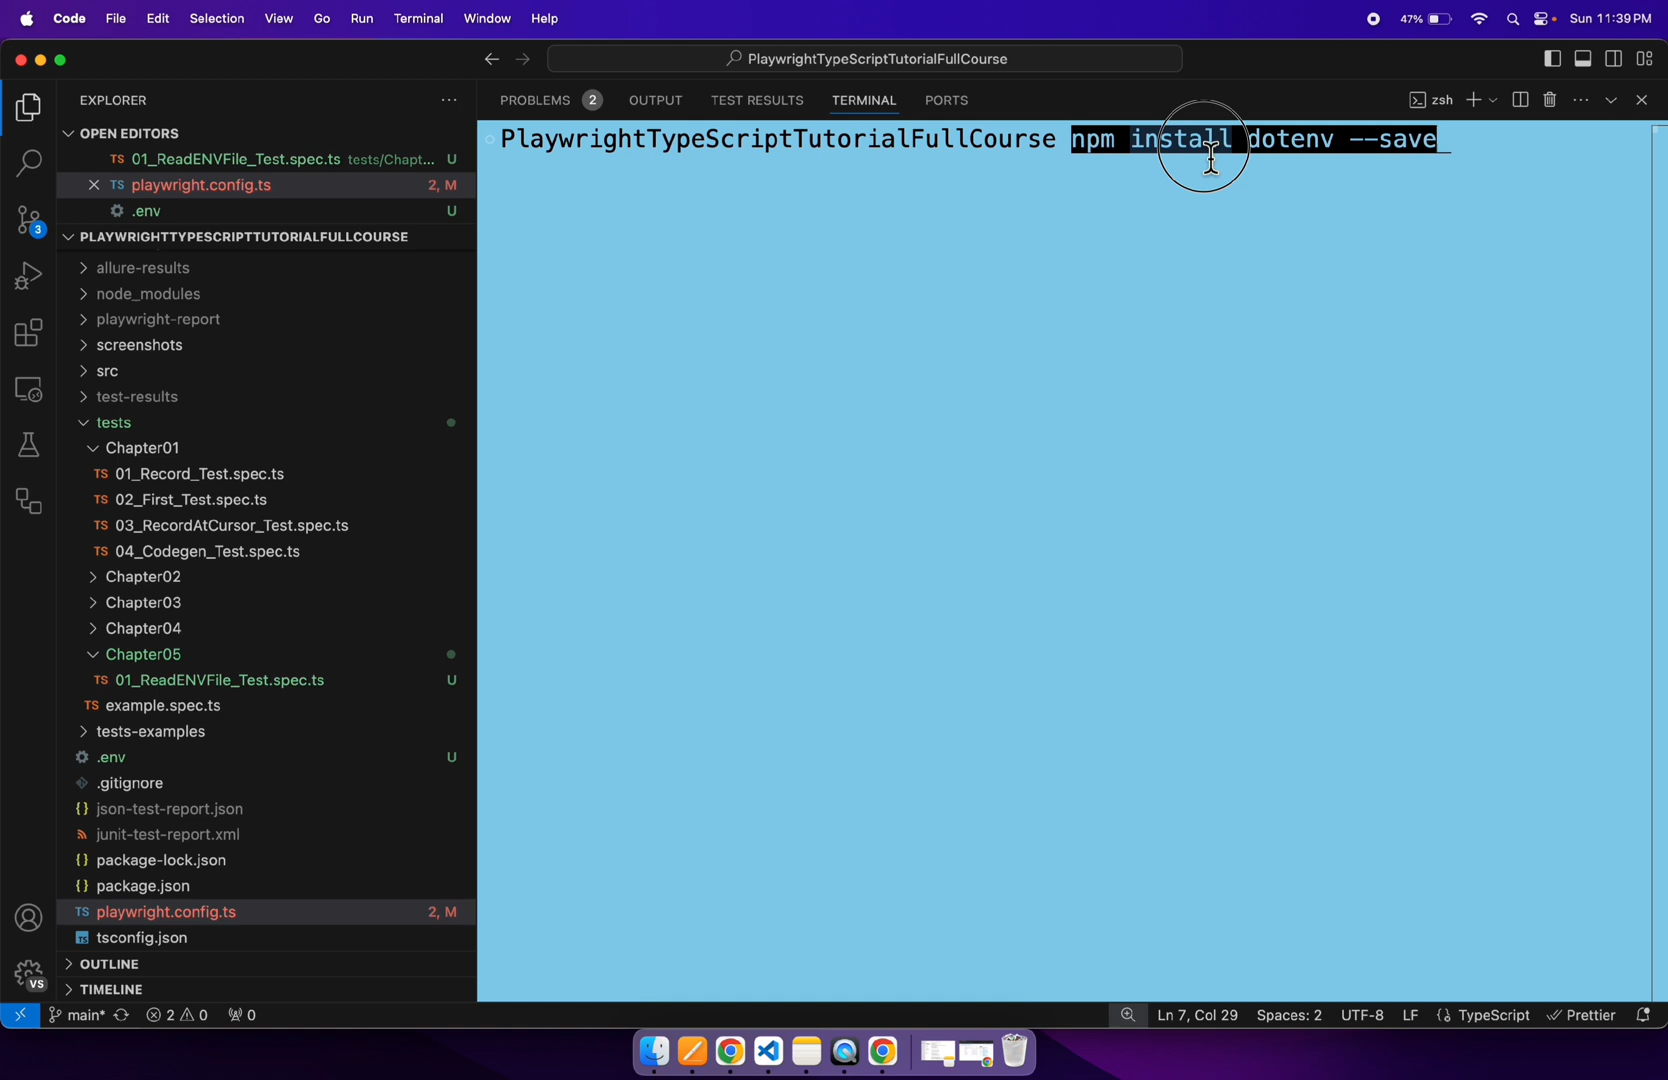 Code File Edit Selection View Go Run Terminal Window Help 47% Sun 11:39 PM
PlaywrightTypeScriptTutorialFullCourse
EXPLORER
PROBLEMS 2 OUTPUT TEST RESULTS TERMINAL PORTS zsh
OPEN EDITORS
TS 01_ReadENVFile_Test.spec.ts tests/Chapt... U
TS playwright.config.ts 2, M
.env U
PlaywrightTypeScriptTutorialFullCourse npm install dotenv --save
PLAYWRIGHTTYPESCRIPTTUTORIALFULLCOURSE
allure-results
node_modules
playwright-report
screenshots
src
test-results
tests
Chapter01
TS 01_Record_Test.spec.ts
TS 02_First_Test.spec.ts
TS 03_RecordAtCursor_Test.spec.ts
TS 04_Codegen_Test.spec.ts
Chapter02
Chapter03
Chapter04
Chapter05
TS 01_ReadENVFile_Test.spec.ts U
TS example.spec.ts
tests-examples
.env U
.gitignore
{} json-test-report.json
junit-test-report.xml
{} package-lock.json
{} package.json
TS playwright.config.ts 2, M
TS tsconfig.json
OUTLINE
TIMELINE
3
VS
main* 2 0 0 Ln 7, Col 29 Spaces: 2 UTF-8 LF {} TypeScript Prettier